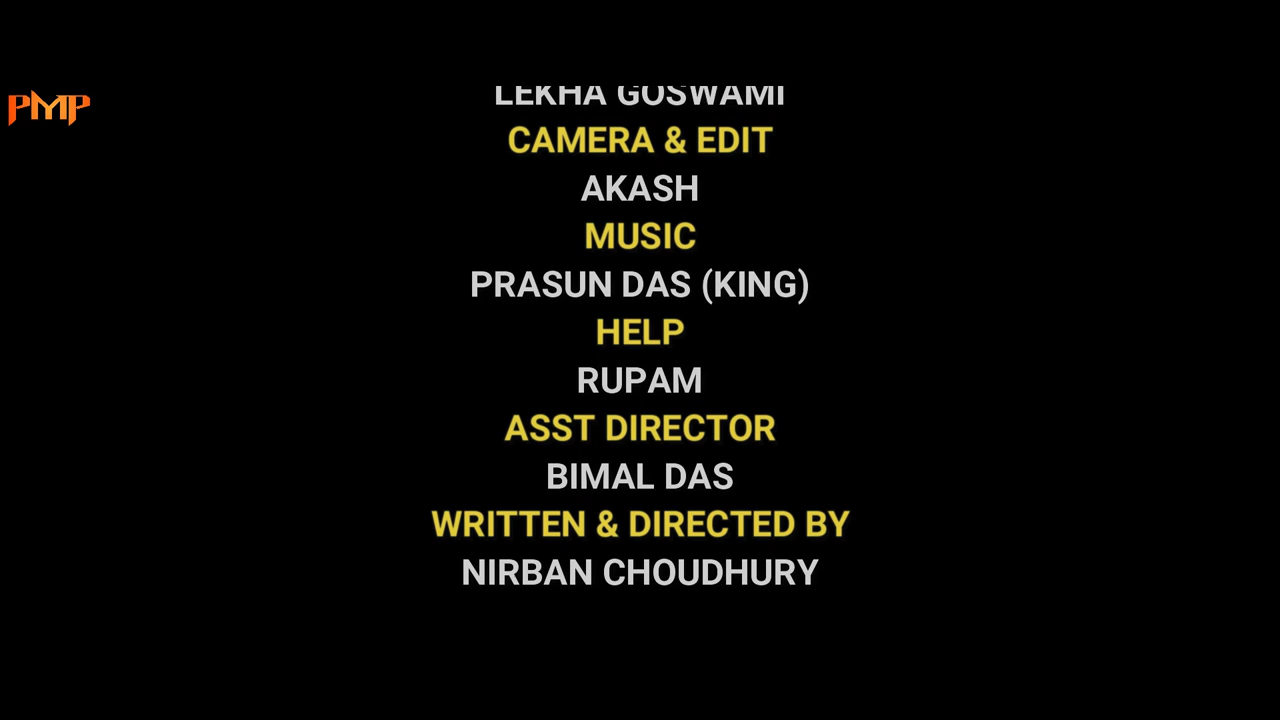 PMP
LEKHA GOSWAMI
CAMERA & EDIT
AKASH
MUSIC
PRASUN DAS (KING)
HELP
RUPAM
ASST DIRECTOR
BIMAL DAS
WRITTEN & DIRECTED BY
NIRBAN CHOUDHURY